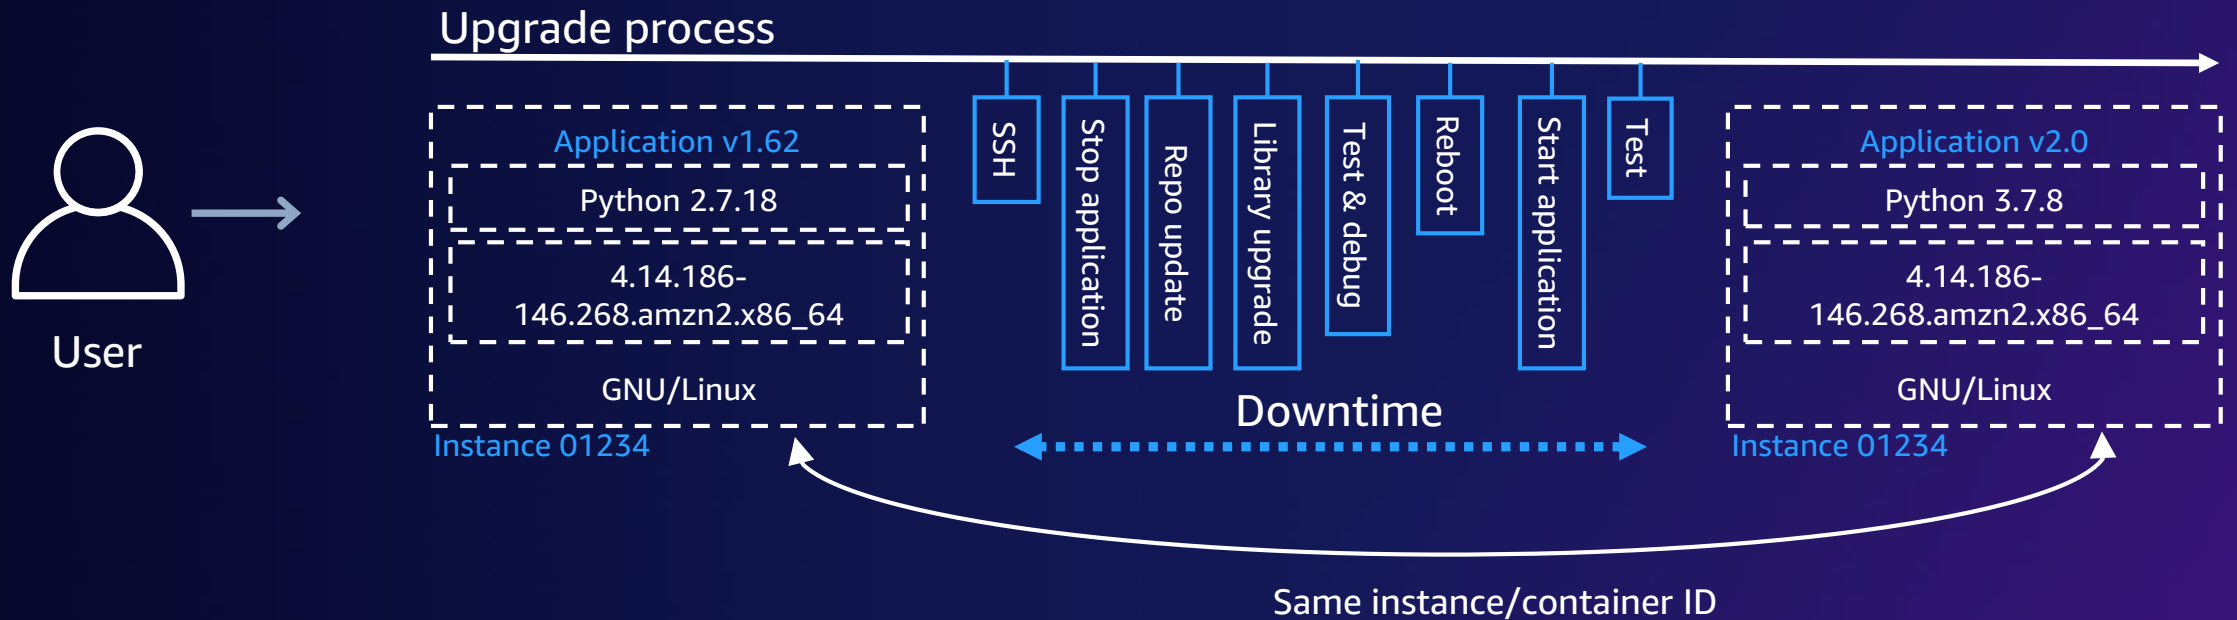 Upgrade process
User
Application v1.62
Python 2.7.18
4.14.186-
146.268.amzn2.x86_64
GNU/Linux
Instance 01234
SSH
Stop application
Repo update
Library upgrade
Test & debug
Reboot
Start application
Test
Downtime
Application v2.0
Python 3.7.8
4.14.186-
146.268.amzn2.x86_64
GNU/Linux
Instance 01234
Same instance/container ID